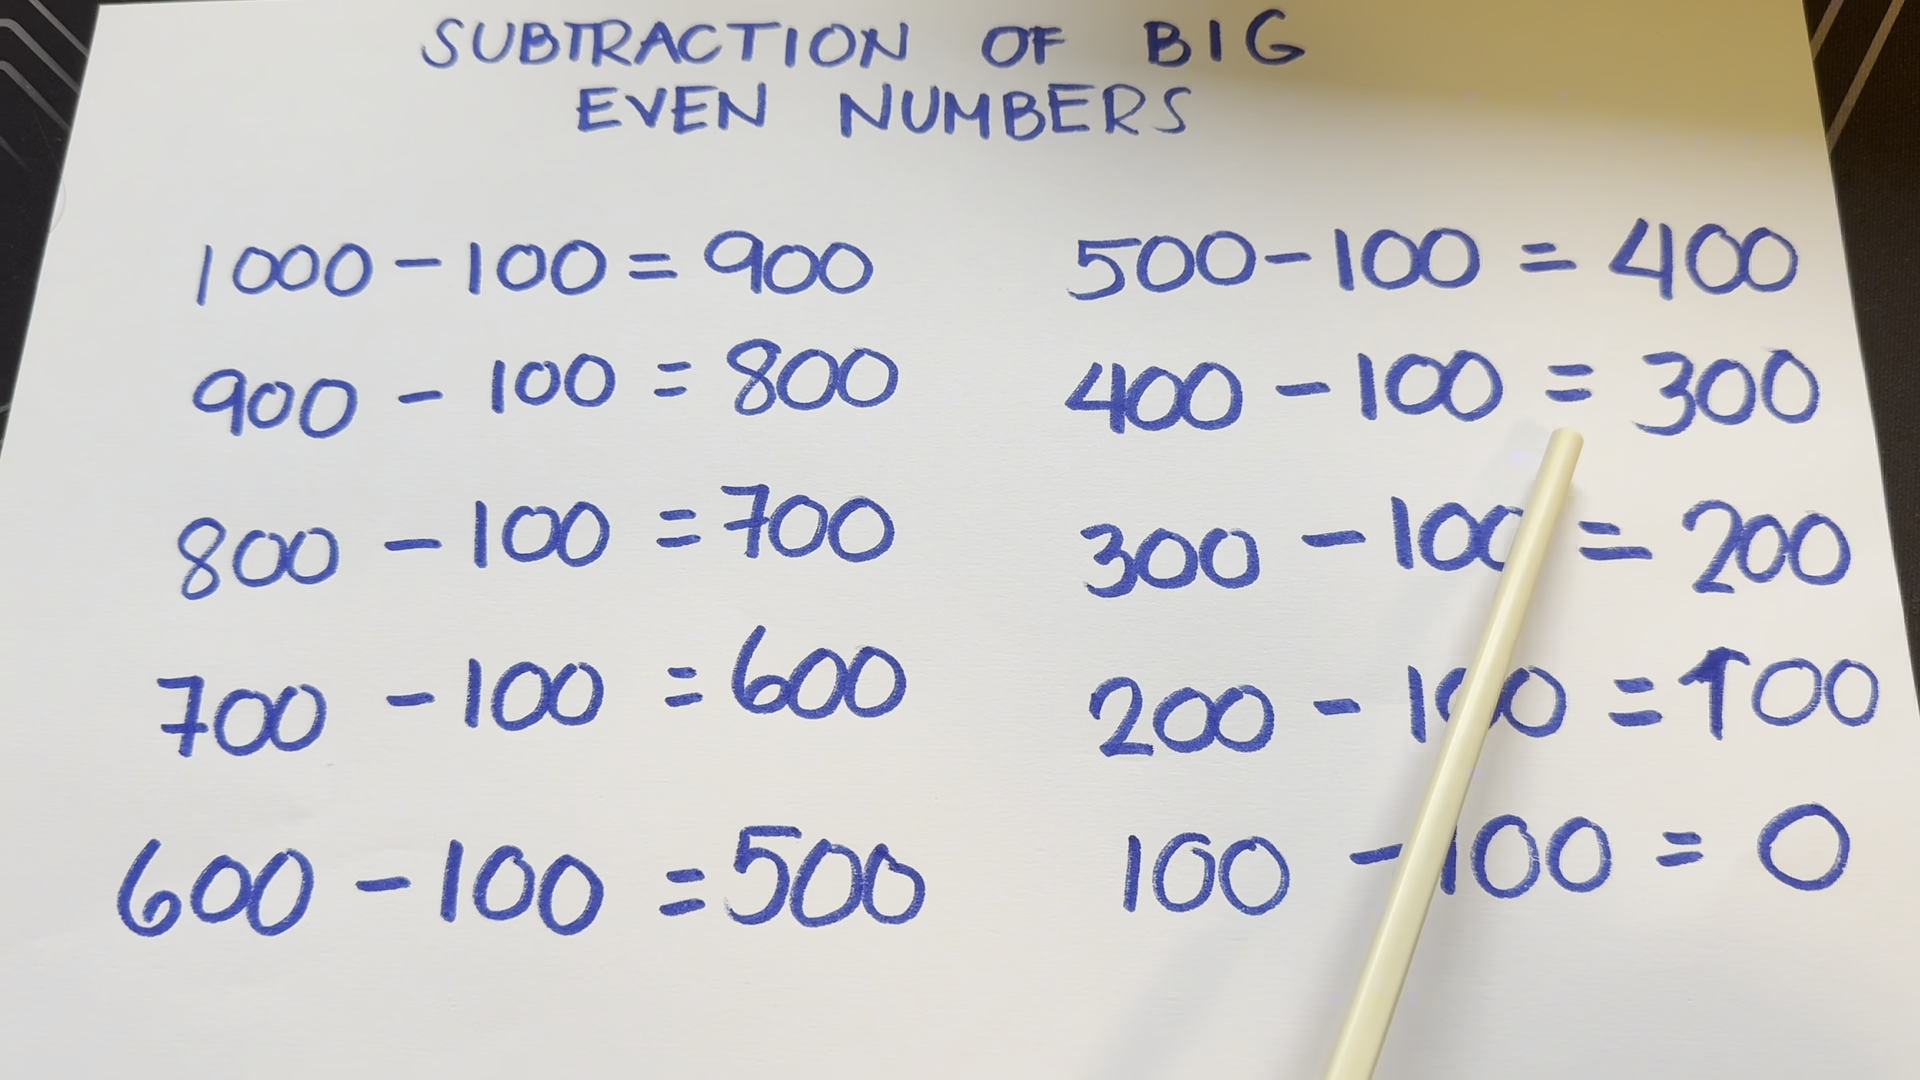 SUBTRACTION OF BIG
EVEN NUMBERS
1000 - 100 = 900
900 - 100 = 800
800 - 100 = 700
700 - 100 = 600
600 - 100 = 500
500 - 100 = 400
400 - 100 = 300
300 - 100 = 200
200 - 100 = 100
100 - 100 = 0